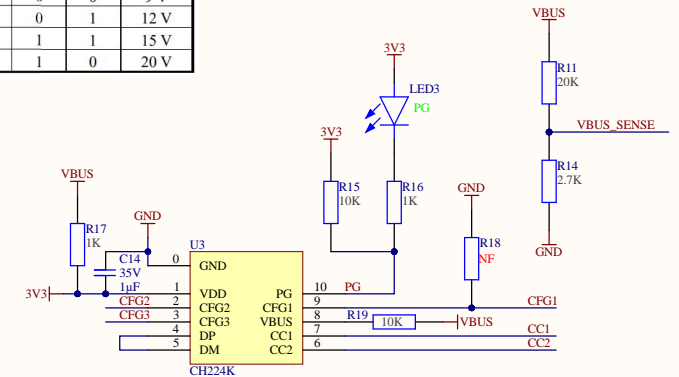 0 1 12 V
1 1 15 V
1 0 20 V
VBUS
R11
20K
VBUS_SENSE
R14
2.7K
GND
3V3
LED3
PG
3V3
R15
10K
R16
1K
GND
R18
NF
VBUS
R17
1K
GND
C14
35V
1μF
3V3
U3
0 GND
1 VDD
CFG2 2 CFG2
CFG3 3 CFG3
4 DP
5 DM
PG 10 PG
CFG1 9 CFG1
VBUS 8 R19 10K VBUS
CC1 7 CC1
CC2 6 CC2
CH224K